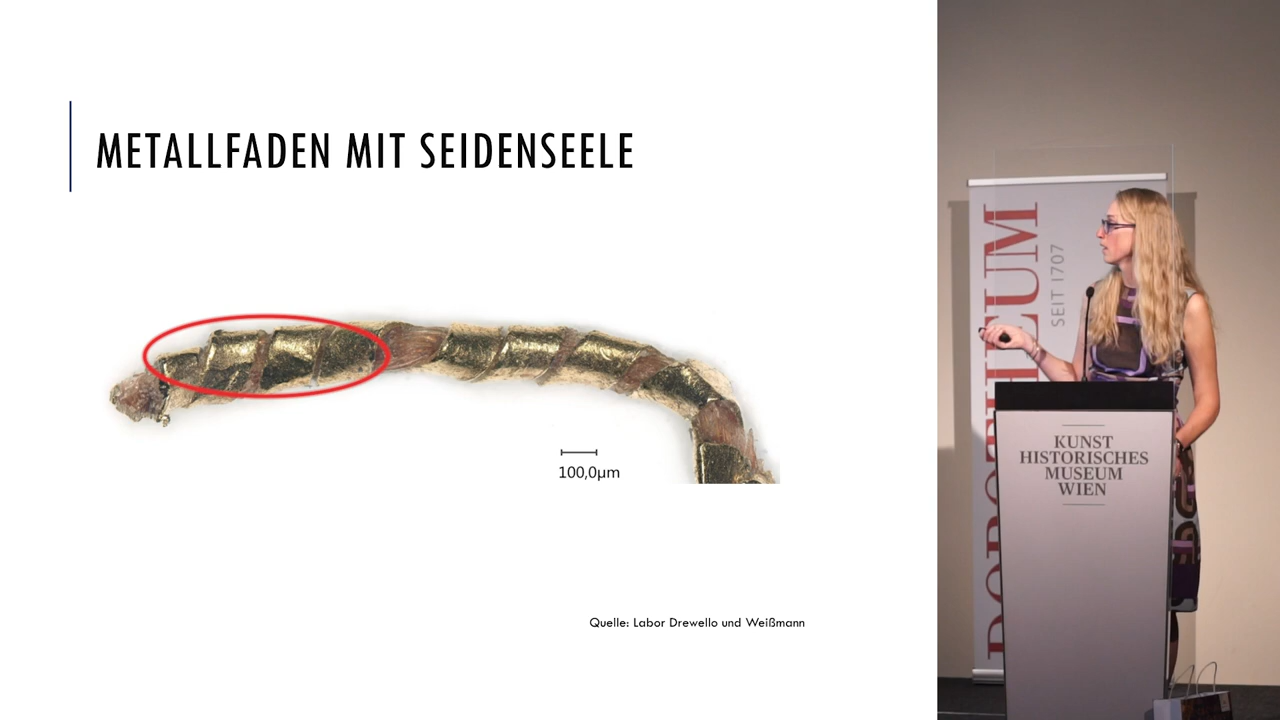 METALLFADEN MIT SEIDENSEELE
100,0µm
Quelle: Labor Drewello und Weißmann
DOROTHEUM
SEIT 1707
KUNST
HISTORISCHES
MUSEUM
WIEN